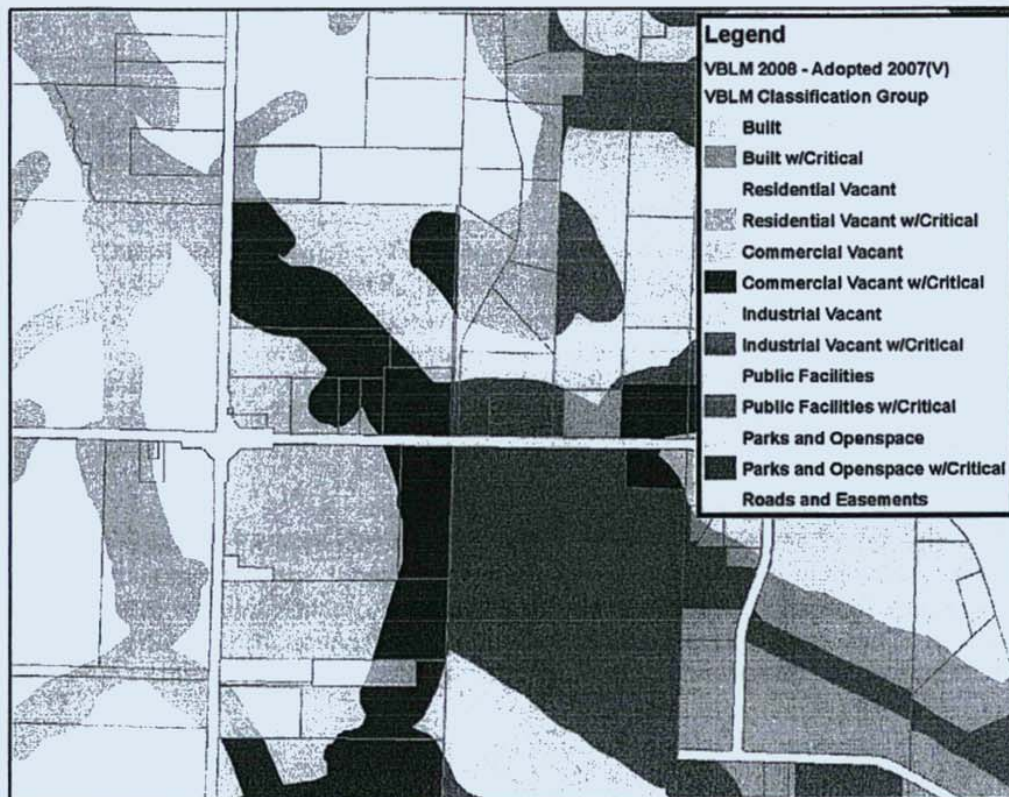 Legend
VBLM 2008 - Adopted 2007(V)
VBLM Classification Group
Built
Built w/Critical
Residential Vacant
Residential Vacant w/Critical
Commercial Vacant
Commercial Vacant w/Critical
Industrial Vacant
Industrial Vacant w/Critical
Public Facilities
Public Facilities w/Critical
Parks and Openspace
Parks and Openspace w/Critical
Roads and Easements